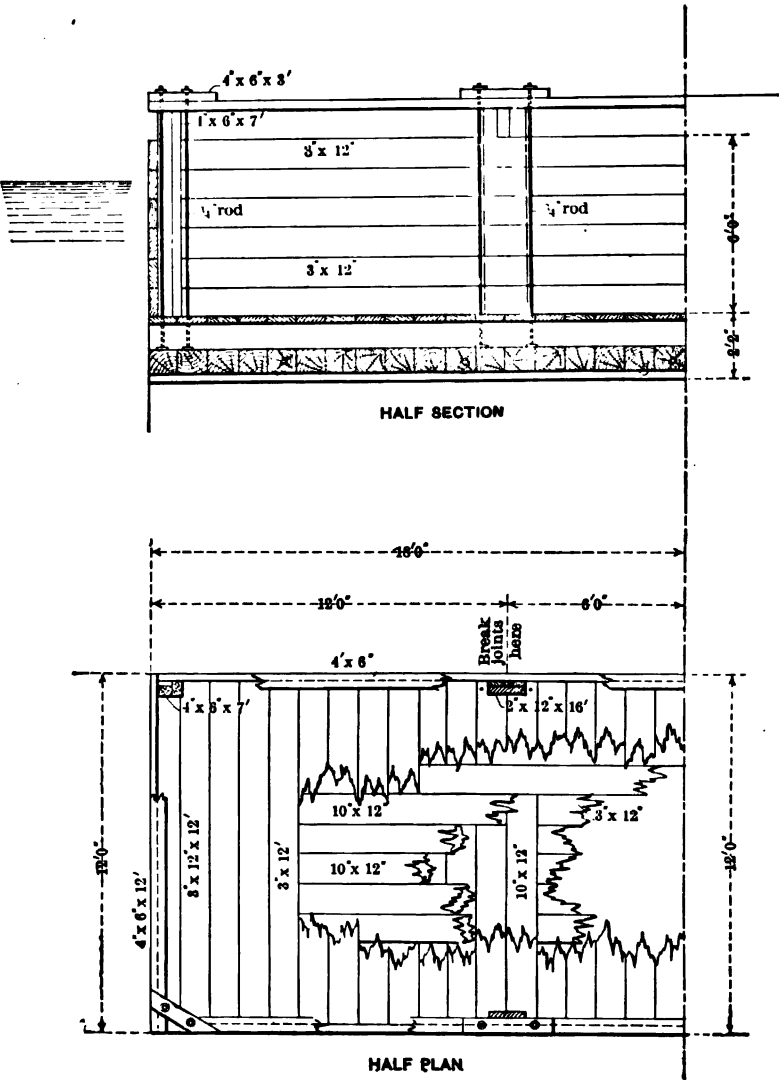 4"x 6"x 3'
4"x 6"x 7'
3"x 12"
¼"rod
¼"rod
3"x 12"
6'0"
2'2"
HALF SECTION
18'0"
12'0"
6'0"
Break
joints
here
4'x 6"
4"x 6"x 7'
2"x 12"x 16'
10"x 12"
3"x 12"
12'0"
4"x 6"x 12'
3"x 12"x 12'
3"x 12'
10"x 12"
10"x 12"
12'0"
HALF PLAN